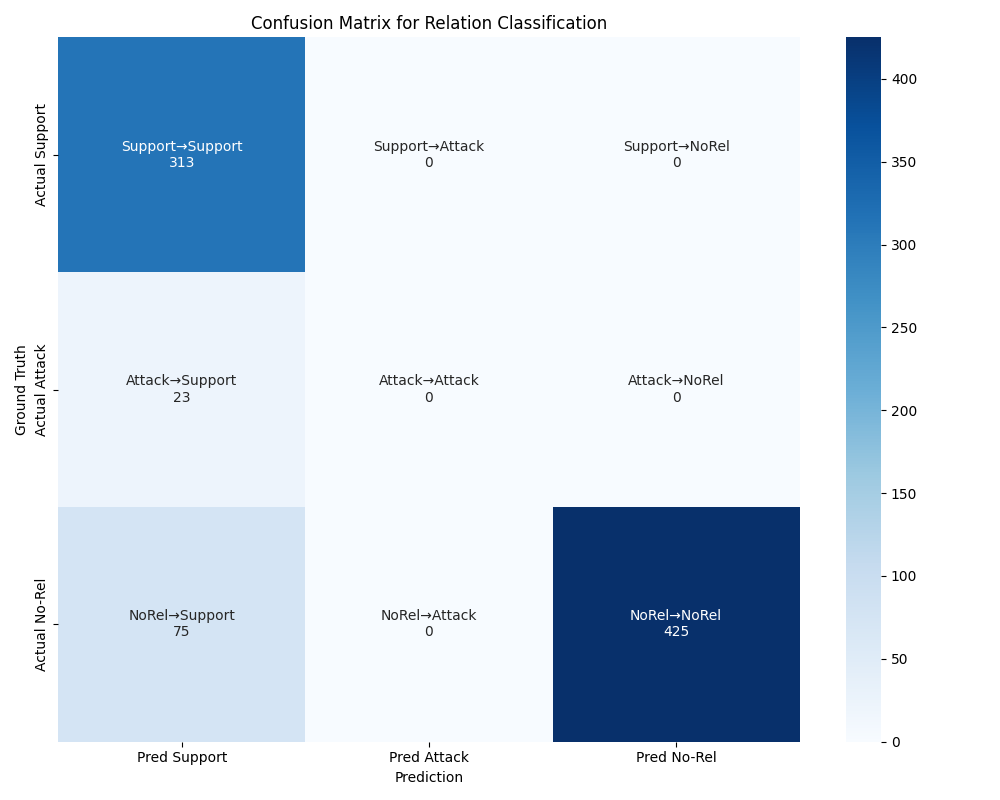 Confusion Matrix for Relation Classification
Ground Truth
Actual Support
Support→Support
313
Support→Attack
0
Support→NoRel
0
Actual Attack
Attack→Support
23
Attack→Attack
0
Attack→NoRel
0
Actual No-Rel
NoRel→Support
75
NoRel→Attack
0
NoRel→NoRel
425
Pred Support
Pred Attack
Pred No-Rel
Prediction
400
350
300
250
200
150
100
50
0